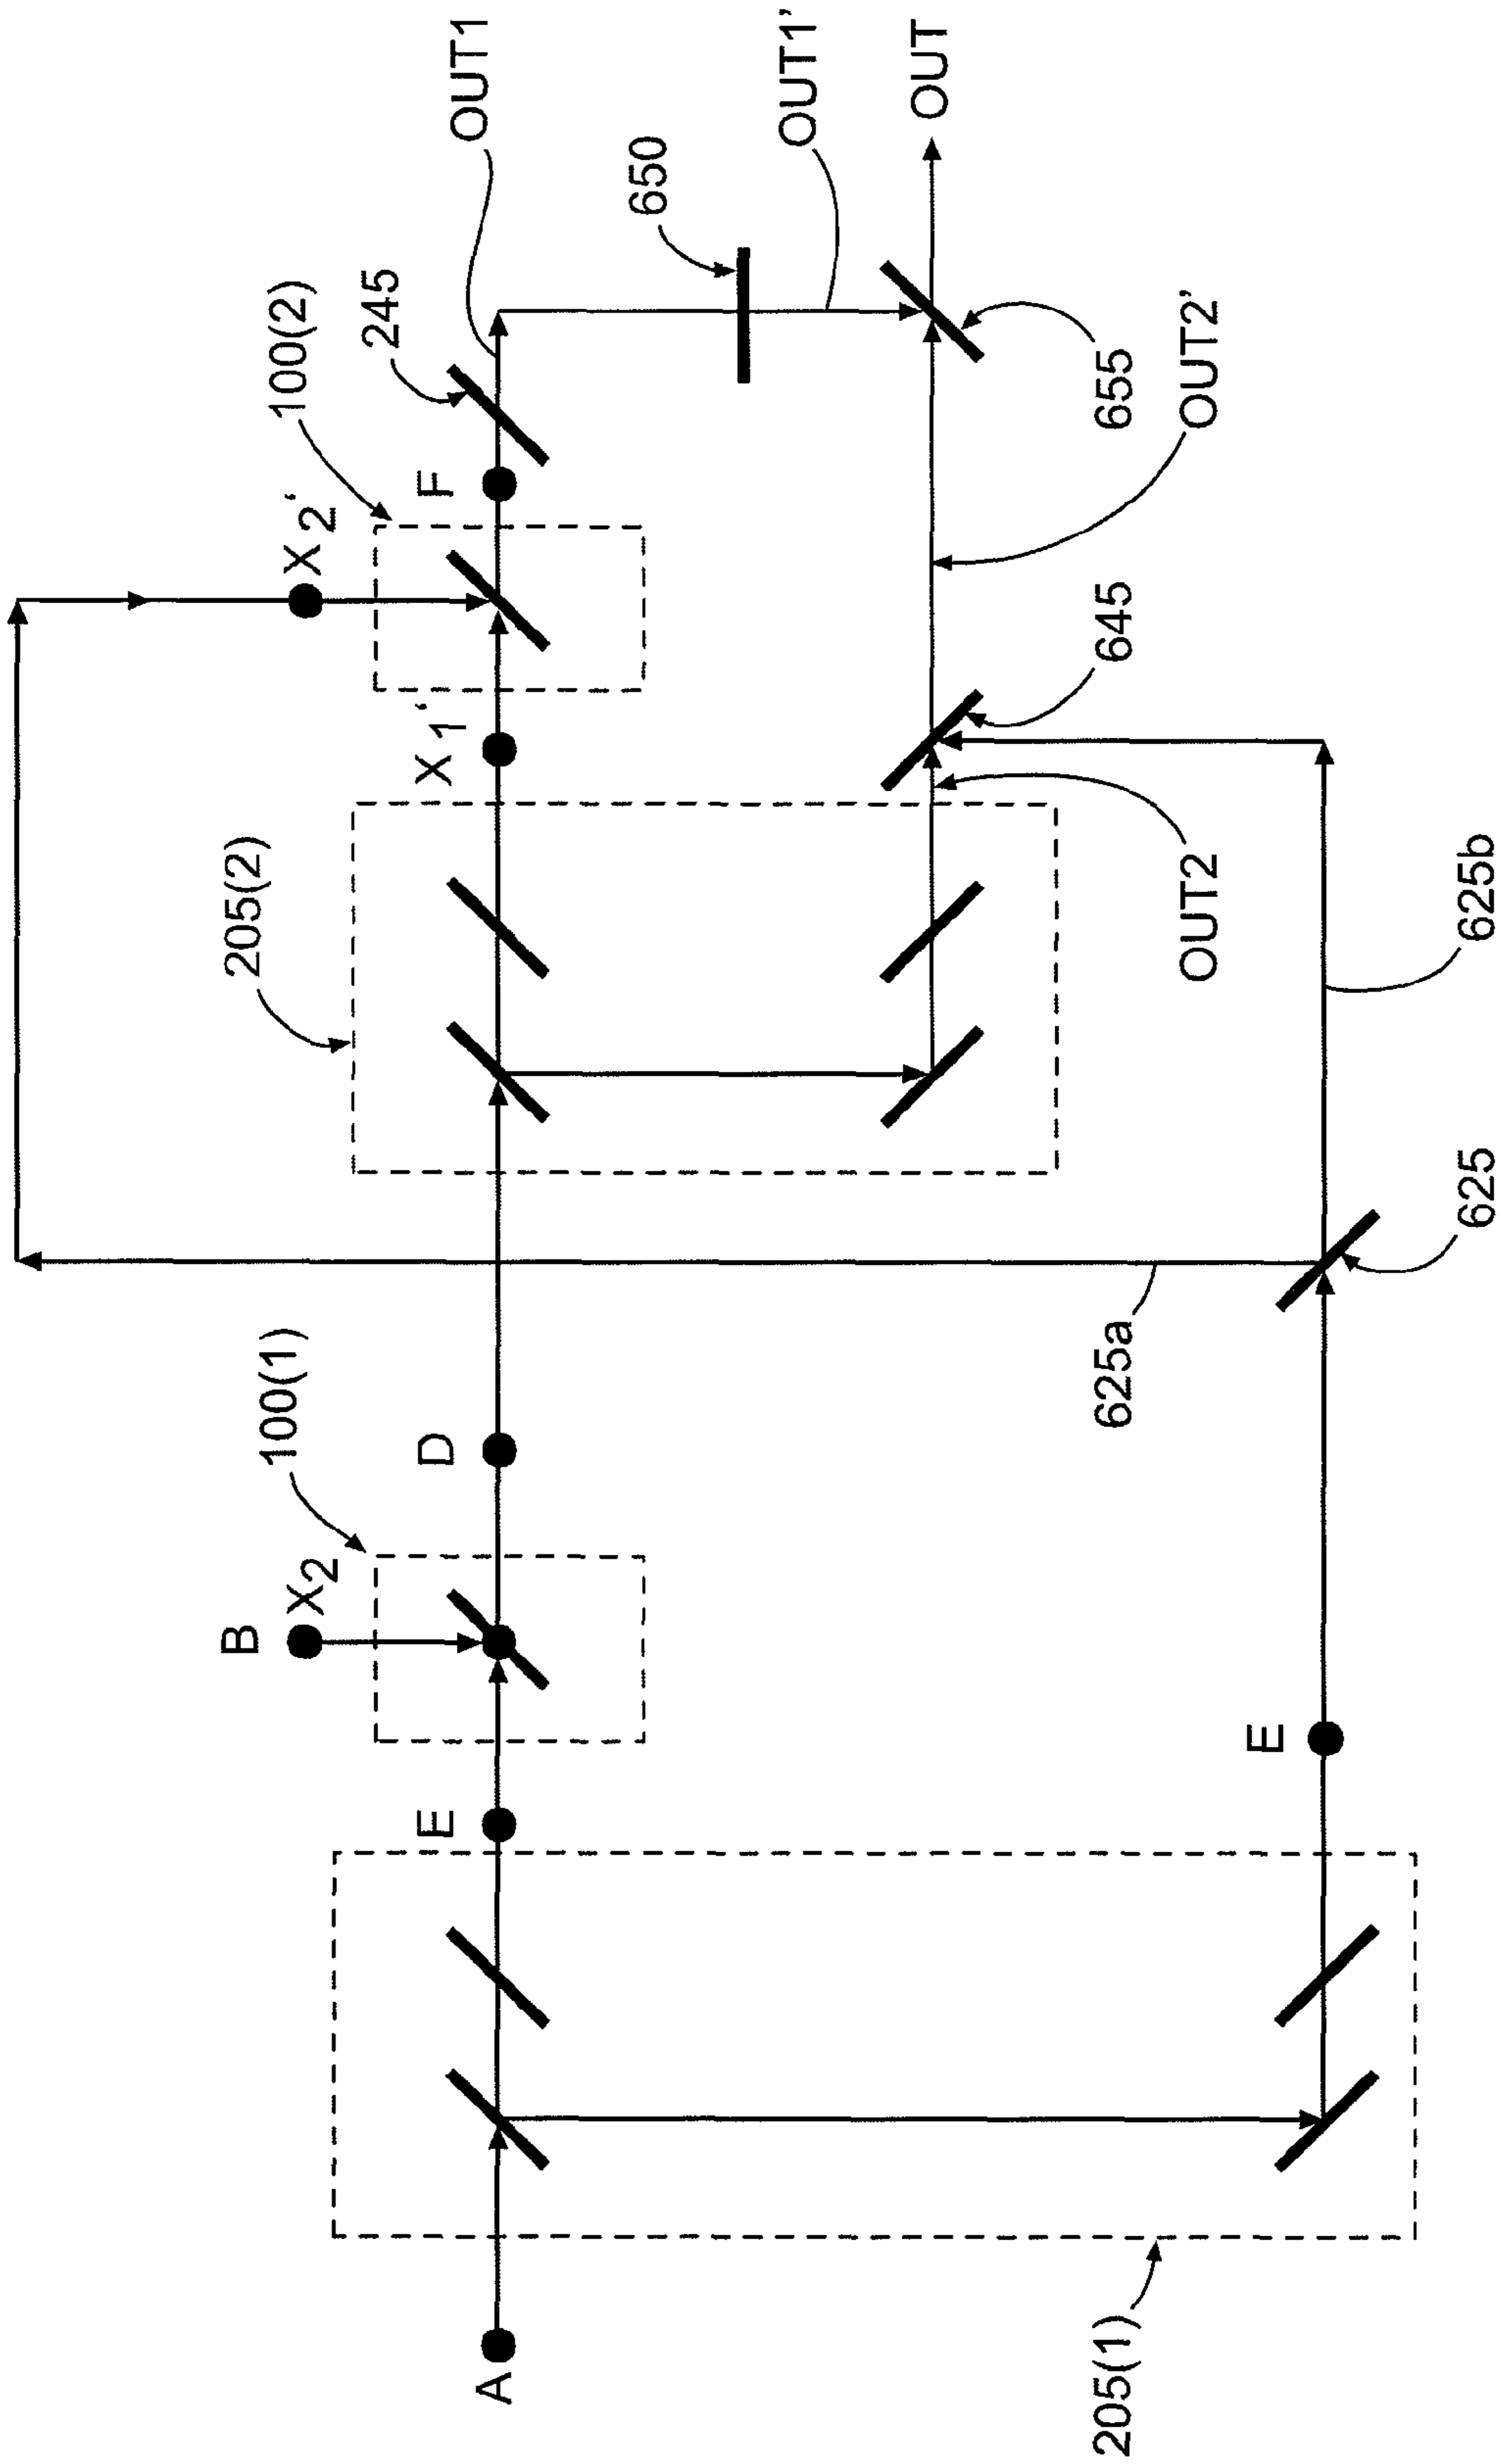 OUT1
OUT1’
OUT
650
245
100(2)
X2‘
F
655
OUT2’
X1‘
645
205(2)
OUT2
625b
625
625a
100(1)
D
B
X2
E
E
A
205(1)